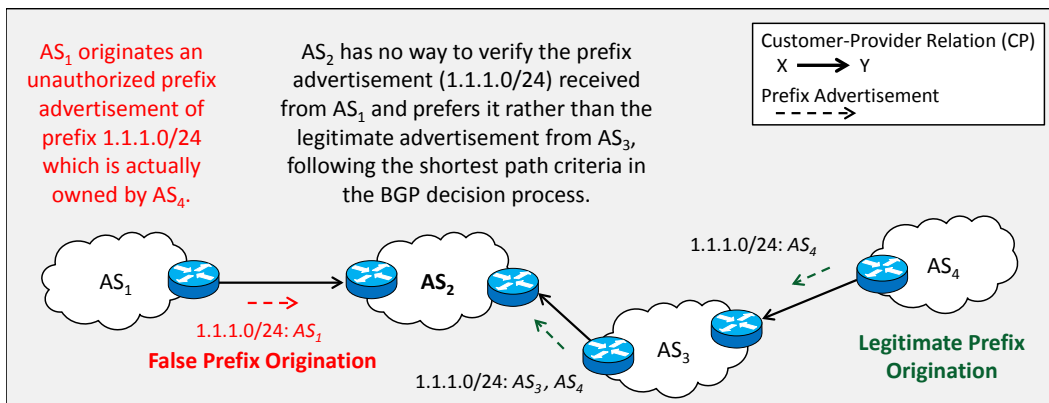 AS1 originates an
unauthorized prefix
advertisement of
prefix 1.1.1.0/24
which is actually
owned by AS4.
AS2 has no way to verify the prefix
advertisement (1.1.1.0/24) received
from AS1 and prefers it rather than the
legitimate advertisement from AS3,
following the shortest path criteria in
the BGP decision process.
Customer-Provider Relation (CP)
X Y
Prefix Advertisement
AS1
AS2
1.1.1.0/24: AS4
AS4
1.1.1.0/24: AS1
False Prefix Origination
AS3
1.1.1.0/24: AS3, AS4
Legitimate Prefix
Origination